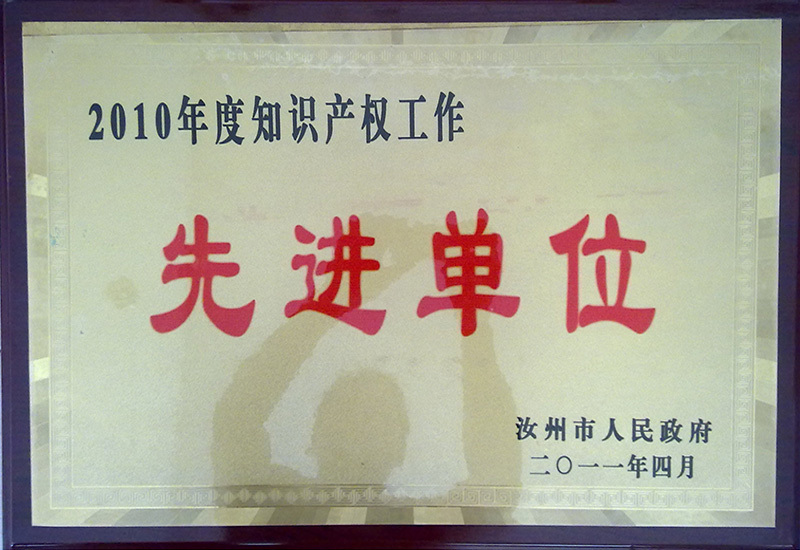 2010年度知识产权工作
先进单位
汝州市人民政府
二〇一一年四月